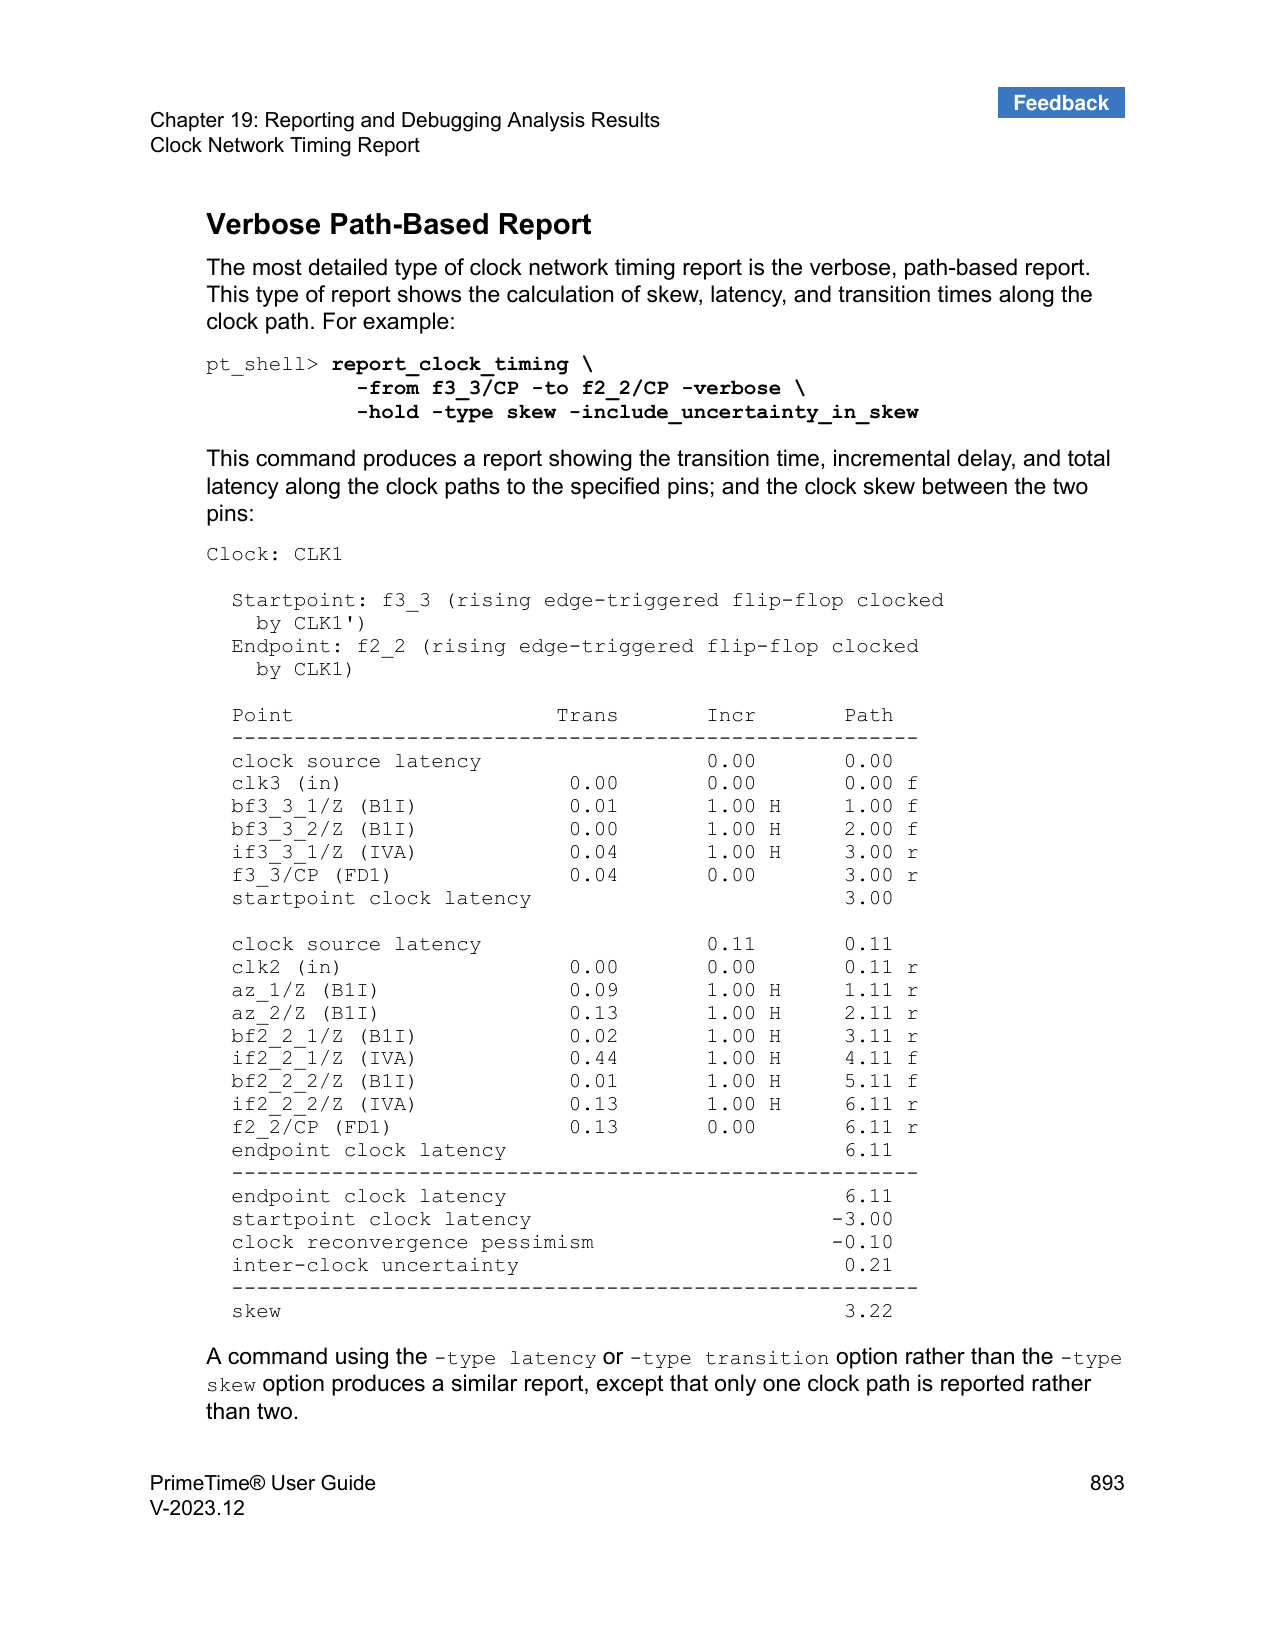 Feedback
Chapter 19: Reporting and Debugging Analysis Results
Clock Network Timing Report
Verbose Path-Based Report
The most detailed type of clock network timing report is the verbose, path-based report.
This type of report shows the calculation of skew, latency, and transition times along the
clock path. For example:
pt_shell> report_clock_timing \
-from f3_3/CP -to f2_2/CP -verbose \
-hold -type skew -include_uncertainty_in_skew
This command produces a report showing the transition time, incremental delay, and total
latency along the clock paths to the specified pins; and the clock skew between the two
pins:
Clock: CLK1
Startpoint: f3_3 (rising edge-triggered flip-flop clocked
by CLK1')
Endpoint: f2_2 (rising edge-triggered flip-flop clocked
by CLK1)
Point Trans Incr Path
-------------------------------------------------------
clock source latency 0.00 0.00
clk3 (in) 0.00 0.00 0.00 f
bf3_3_1/Z (B1I) 0.01 1.00 H 1.00 f
bf3_3_2/Z (B1I) 0.00 1.00 H 2.00 f
if3_3_1/Z (IVA) 0.04 1.00 H 3.00 r
f3_3/CP (FD1) 0.04 0.00 3.00 r
startpoint clock latency 3.00
clock source latency 0.11 0.11
clk2 (in) 0.00 0.00 0.11 r
az_1/Z (B1I) 0.09 1.00 H 1.11 r
az_2/Z (B1I) 0.13 1.00 H 2.11 r
bf2_2_1/Z (B1I) 0.02 1.00 H 3.11 r
if2_2_1/Z (IVA) 0.44 1.00 H 4.11 f
bf2_2_2/Z (B1I) 0.01 1.00 H 5.11 f
if2_2_2/Z (IVA) 0.13 1.00 H 6.11 r
f2_2/CP (FD1) 0.13 0.00 6.11 r
endpoint clock latency 6.11
-------------------------------------------------------
endpoint clock latency 6.11
startpoint clock latency -3.00
clock reconvergence pessimism -0.10
inter-clock uncertainty 0.21
-------------------------------------------------------
skew 3.22
A command using the -type latency or -type transition option rather than the -type
skew option produces a similar report, except that only one clock path is reported rather
than two.
PrimeTime® User Guide 893
V-2023.12